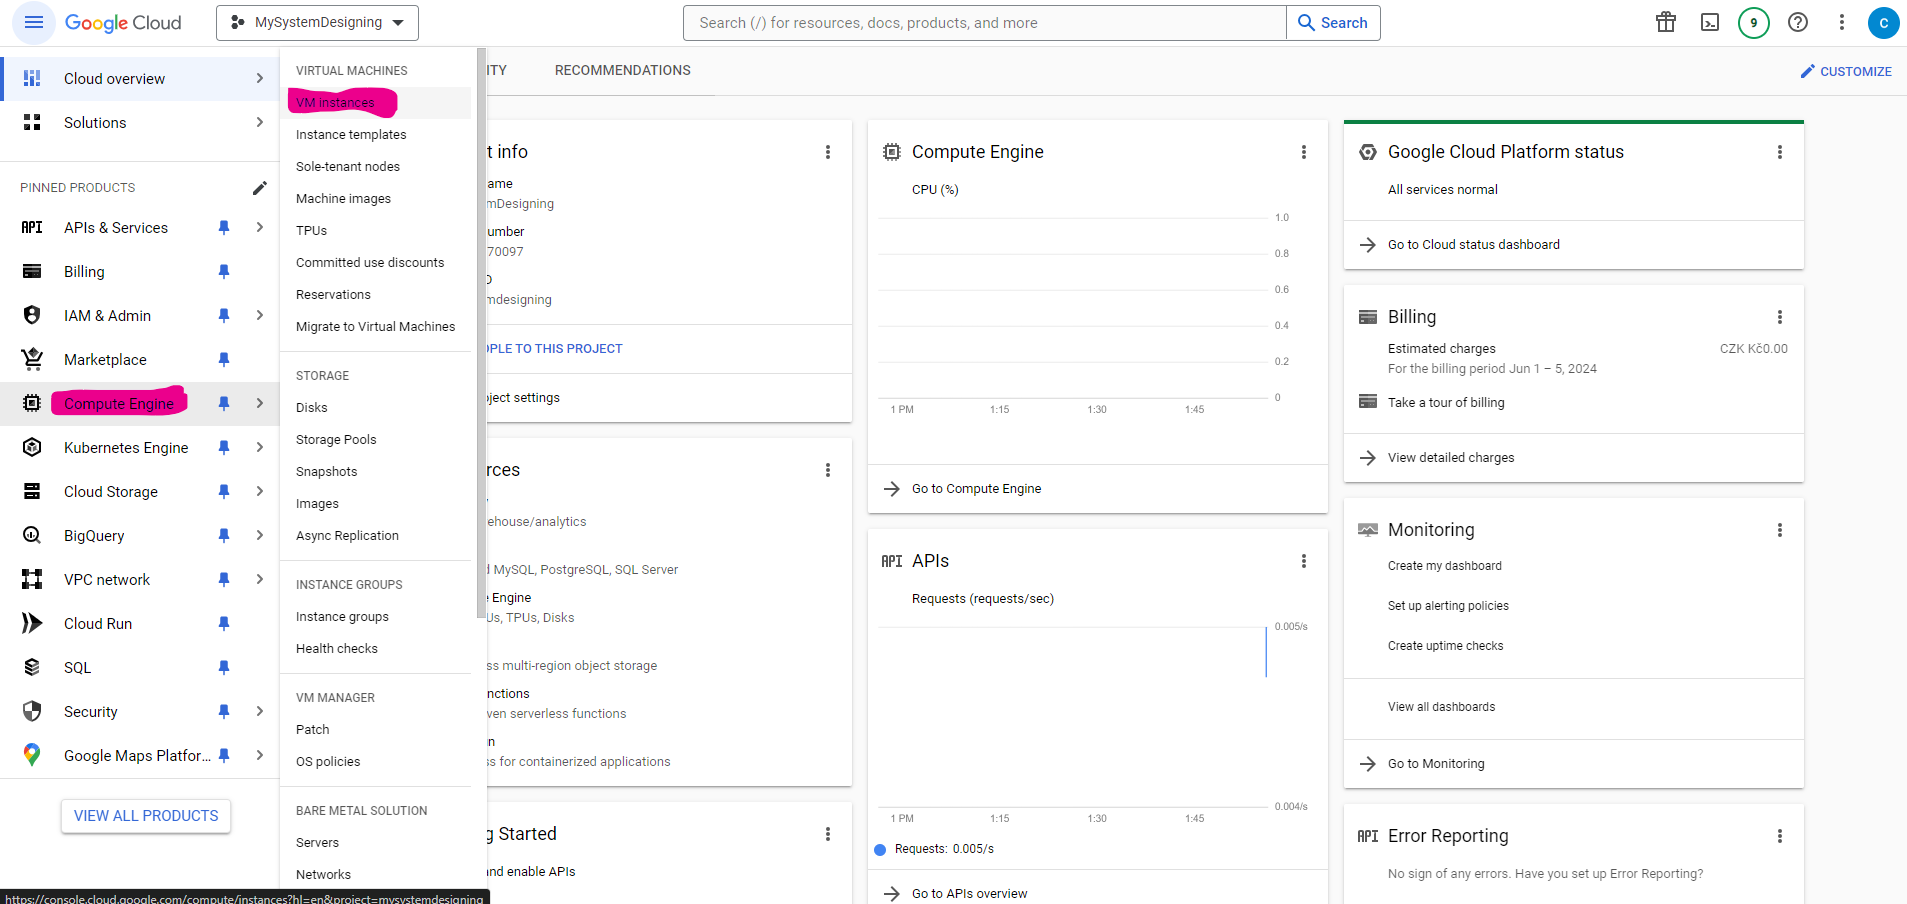 Google Cloud
MySystemDesigning
Search (/) for resources, docs, products, and more
Search
9
C
Cloud overview
Solutions
PINNED PRODUCTS
API APIs & Services
Billing
IAM & Admin
Marketplace
Compute Engine
Kubernetes Engine
Cloud Storage
BigQuery
VPC network
Cloud Run
SQL
Security
Google Maps Platfor...
VIEW ALL PRODUCTS
VIRTUAL MACHINES
VM instances
Instance templates
Sole-tenant nodes
Machine images
TPUs
Committed use discounts
Reservations
Migrate to Virtual Machines
STORAGE
Disks
Storage Pools
Snapshots
Images
Async Replication
INSTANCE GROUPS
Instance groups
Health checks
VM MANAGER
Patch
OS policies
BARE METAL SOLUTION
Servers
Networks
https://console.cloud.google.com/compute/instances?hl=en&project=mysystemdesigning
ITY
RECOMMENDATIONS
CUSTOMIZE
t info
ame
mDesigning
umber
70097
mdesigning
OPLE TO THIS PROJECT
ject settings
rces
ehouse/analytics
d MySQL, PostgreSQL, SQL Server
e Engine
Us, TPUs, Disks
ss multi-region object storage
nctions
ven serverless functions
un
ss for containerized applications
g Started
and enable APIs
Compute Engine
CPU (%)
1.0
0.8
0.6
0.4
0.2
0
1 PM 1:15 1:30 1:45
Go to Compute Engine
API APIs
Requests (requests/sec)
0.005/s
0.004/s
1 PM 1:15 1:30 1:45
Requests: 0.005/s
Go to APIs overview
Google Cloud Platform status
All services normal
Go to Cloud status dashboard
Billing
Estimated charges CZK Kč0.00
For the billing period Jun 1 – 5, 2024
Take a tour of billing
View detailed charges
Monitoring
Create my dashboard
Set up alerting policies
Create uptime checks
View all dashboards
Go to Monitoring
API Error Reporting
No sign of any errors. Have you set up Error Reporting?